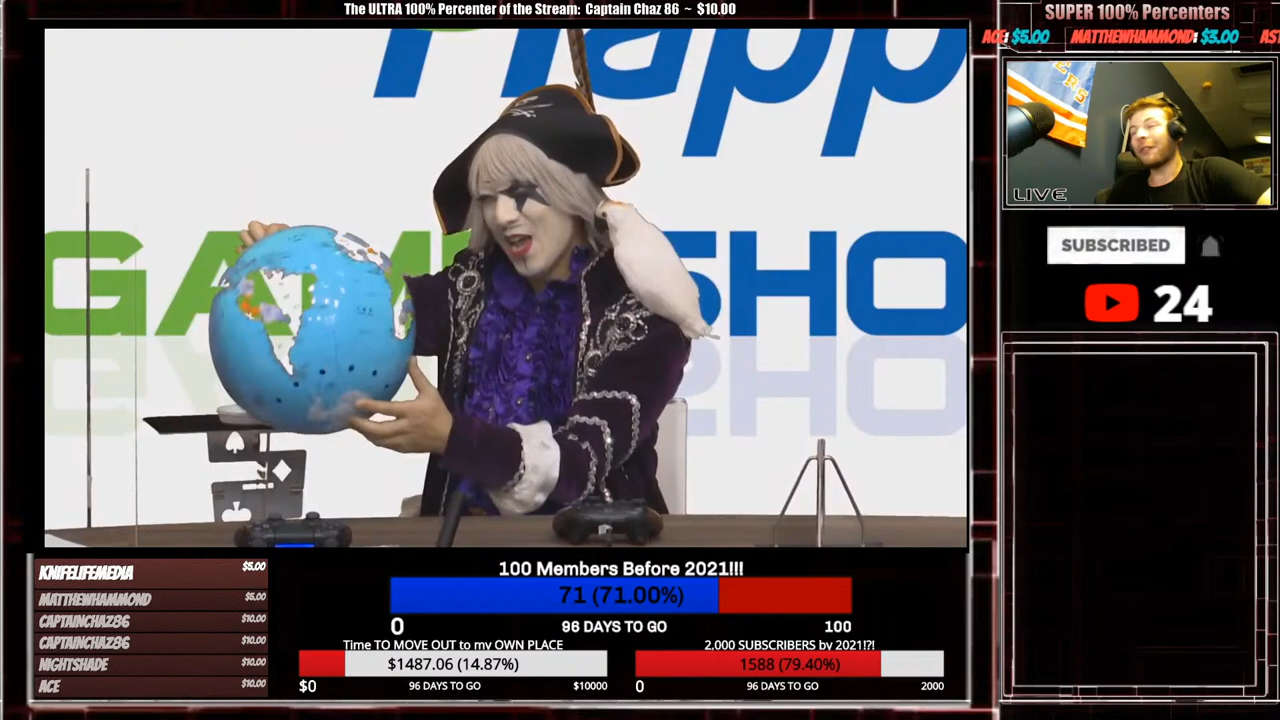 The ULTRA 100% Percenter of the Stream: Captain Chaz 86 ~ $10.00
SUPER 100% Percenters
ACE: $5.00 MATTHEWHAMMOND: $3.00 AST
Happ
GAME SHO
LIVE
SUBSCRIBED
24
KNIFELIFEMEDIA $5.00
MATTHEWHAMMOND $5.00
CAPTAINCHAZ86 $10.00
CAPTAINCHAZ86 $10.00
NIGHTSHADE $10.00
ACE $10.00
100 Members Before 2021!!!
71 (71.00%)
0 96 DAYS TO GO 100
Time TO MOVE OUT to my OWN PLACE
$1487.06 (14.87%)
$0 96 DAYS TO GO $10000
2,000 SUBSCRIBERS by 2021!?!
1588 (79.40%)
0 96 DAYS TO GO 2000